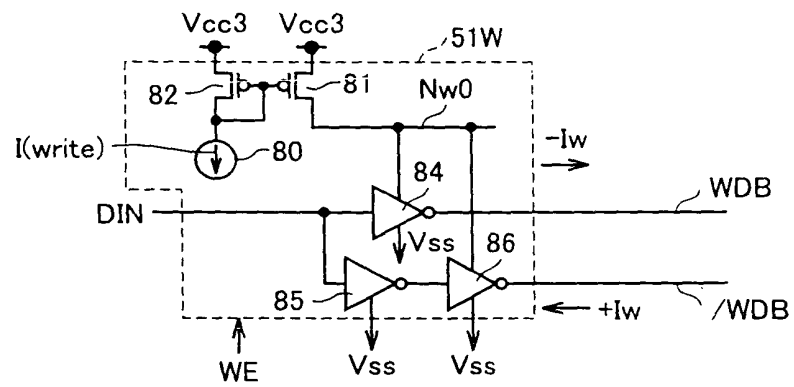 Vcc3 Vcc3
51W
82 81
Nw0
I(write) 80
-Iw
84
WDB
DIN
Vss
86
85
+Iw
/WDB
WE
Vss Vss